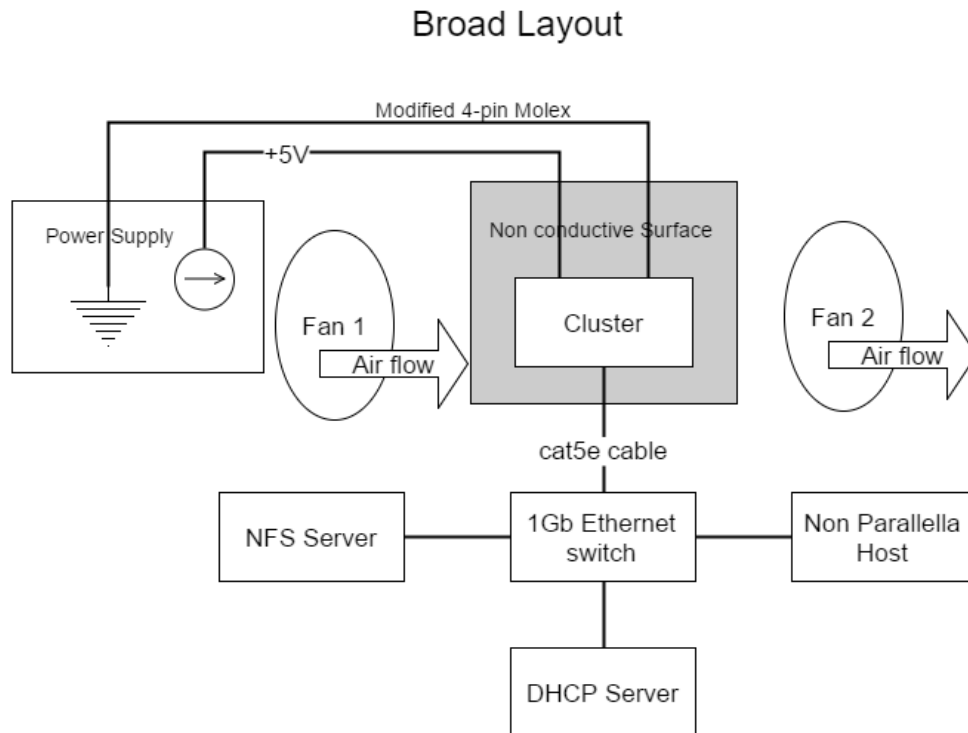 Broad Layout
Modified 4-pin Molex
+5V
Power Supply
Non conductive Surface
Fan 1
Air flow
Cluster
Fan 2
Air flow
cat5e cable
NFS Server
1Gb Ethernet
switch
Non Parallella
Host
DHCP Server